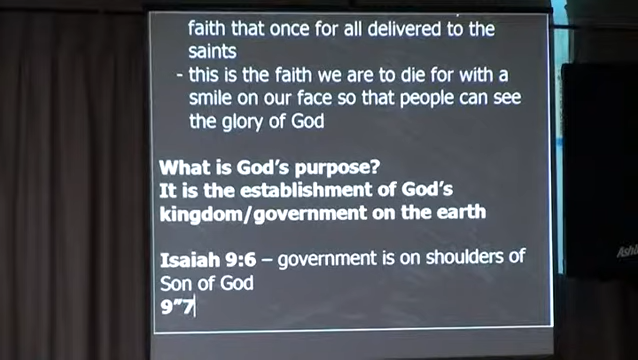 faith that once for all delivered to the
saints
- this is the faith we are to die for with a
smile on our face so that people can see
the glory of God
What is God's purpose?
It is the establishment of God's
kingdom/government on the earth
Isaiah 9:6 – government is on shoulders of
Son of God
9"7